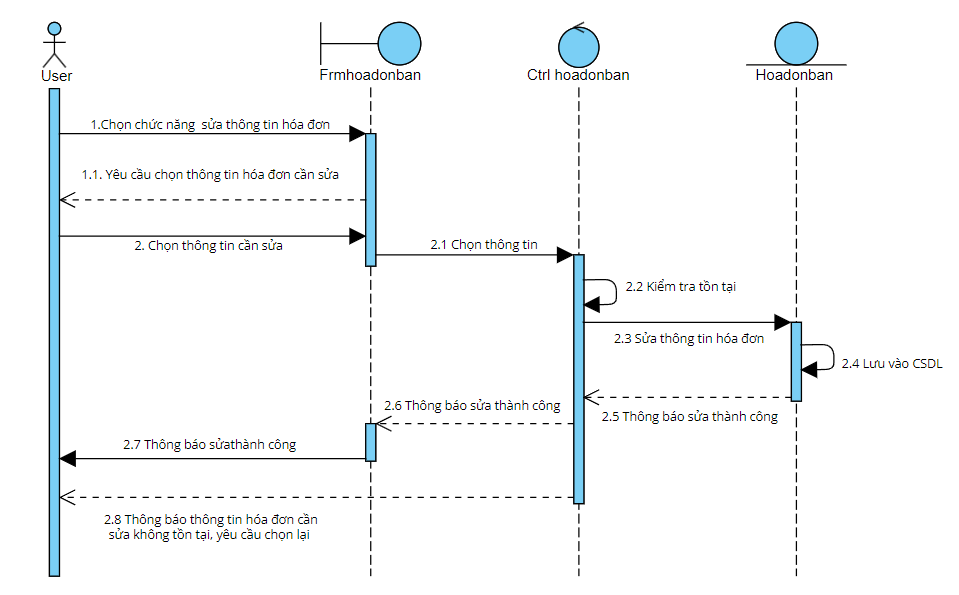 User
Frmhoadonban
Ctrl hoadonban
Hoadonban
1.Chọn chức năng sửa thông tin hóa đơn
1.1. Yêu cầu chọn thông tin hóa đơn cần sửa
2. Chọn thông tin cần sửa
2.1 Chọn thông tin
2.2 Kiểm tra tồn tại
2.3 Sửa thông tin hóa đơn
2.4 Lưu vào CSDL
2.5 Thông báo sửa thành công
2.6 Thông báo sửa thành công
2.7 Thông báo sửathành công
2.8 Thông báo thông tin hóa đơn cần
sửa không tồn tại, yêu cầu chọn lại